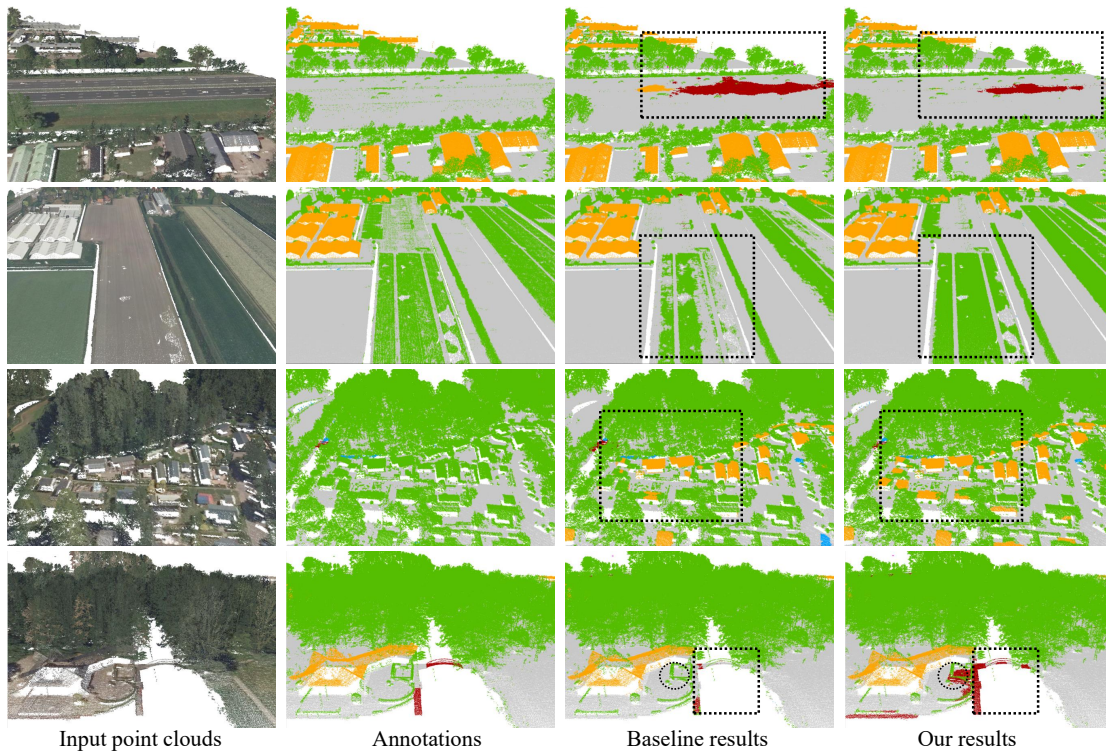 Input point clouds
Annotations
Baseline results
Our results